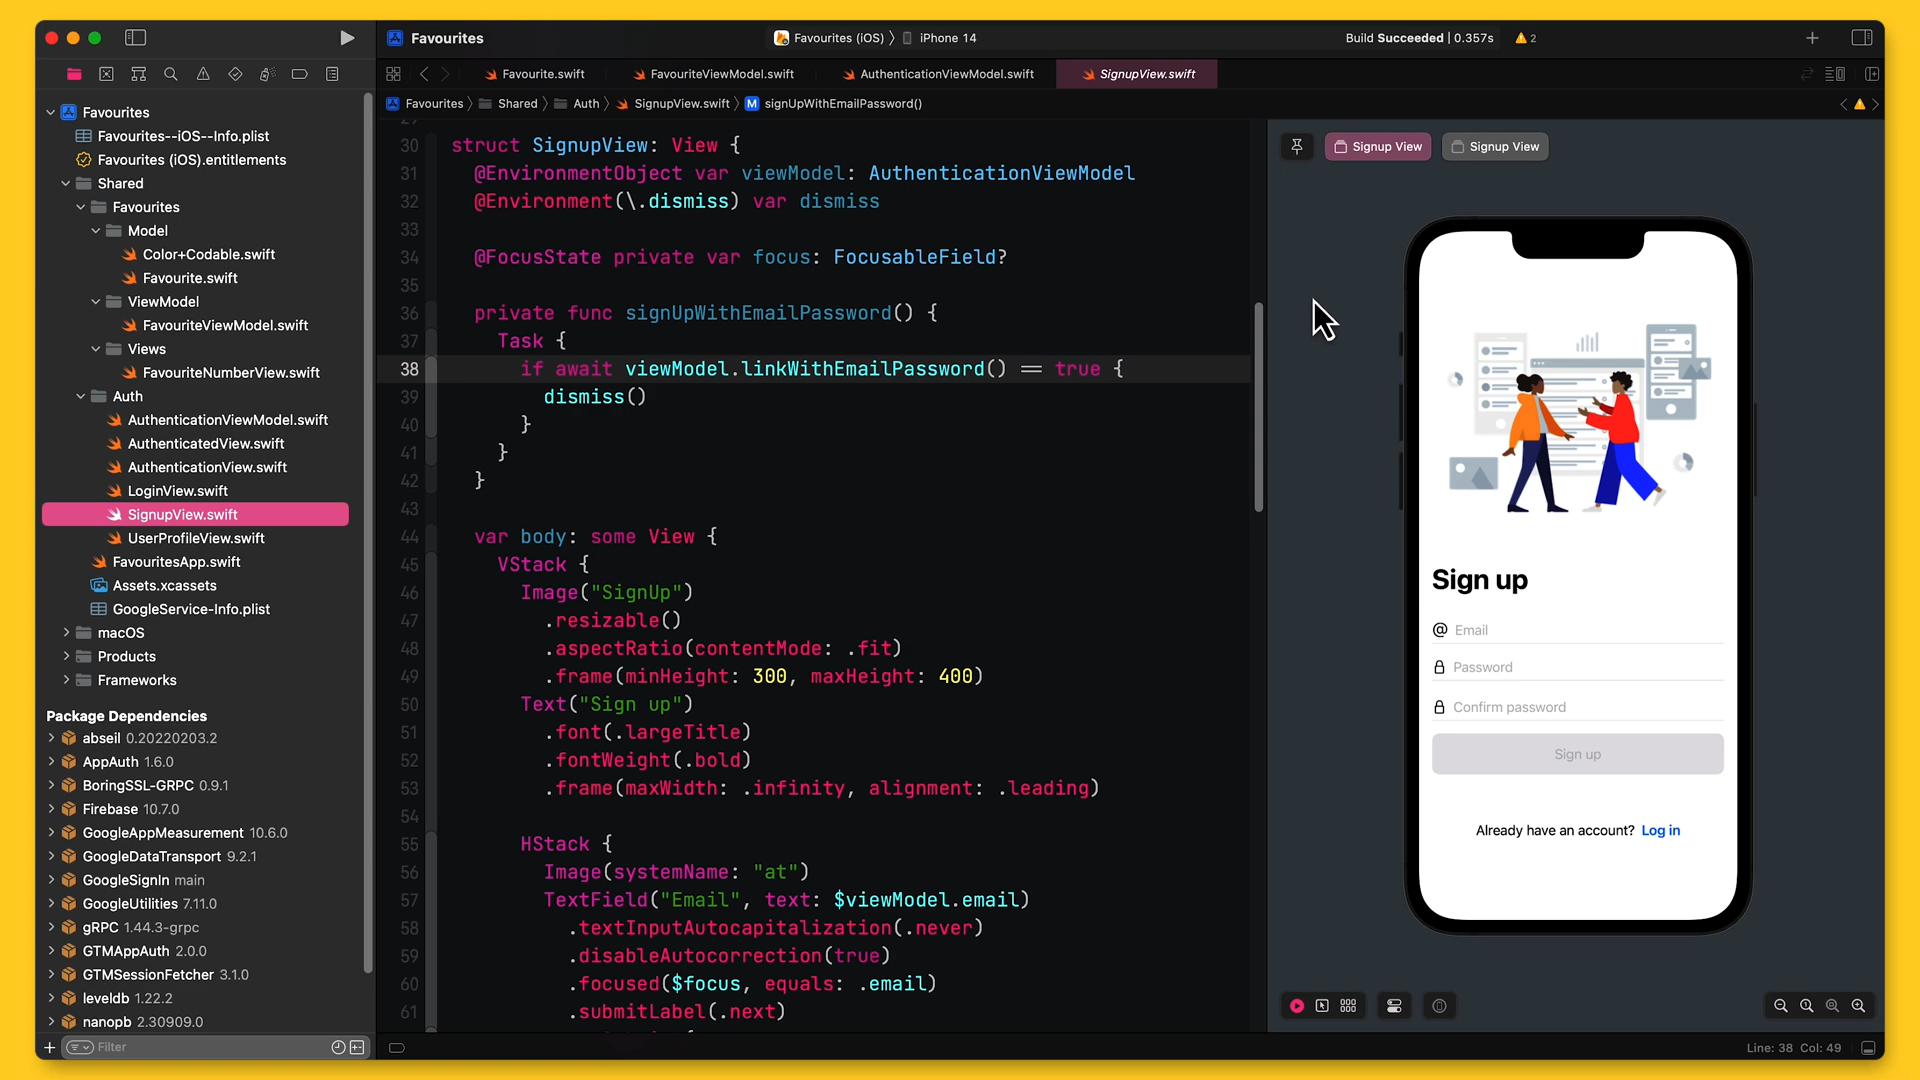 Favourites
Favourites (iOS) 〉 iPhone 14
Build Succeeded | 0.357s
2
Favourite.swift
FavouriteViewModel.swift
AuthenticationViewModel.swift
SignupView.swift
Favourites 〉 Shared 〉 Auth 〉 SignupView.swift 〉 M signUpWithEmailPassword()
Favourites
Favourites--iOS--Info.plist
Favourites (iOS).entitlements
Shared
Favourites
Model
Color+Codable.swift
Favourite.swift
ViewModel
FavouriteViewModel.swift
Views
FavouriteNumberView.swift
Auth
AuthenticationViewModel.swift
AuthenticatedView.swift
AuthenticationView.swift
LoginView.swift
SignupView.swift
UserProfileView.swift
FavouritesApp.swift
Assets.xcassets
GoogleService-Info.plist
macOS
Products
Frameworks
Package Dependencies
abseil 0.20220203.2
AppAuth 1.6.0
BoringSSL-GRPC 0.9.1
Firebase 10.7.0
GoogleAppMeasurement 10.6.0
GoogleDataTransport 9.2.1
GoogleSignIn main
GoogleUtilities 7.11.0
gRPC 1.44.3-grpc
GTMAppAuth 2.0.0
GTMSessionFetcher 3.1.0
leveldb 1.22.2
nanopb 2.30909.0
Filter
30 struct SignupView: View {
31 @EnvironmentObject var viewModel: AuthenticationViewModel
32 @Environment(\.dismiss) var dismiss
33
34 @FocusState private var focus: FocusableField?
35
36 private func signUpWithEmailPassword() {
37 Task {
38 if await viewModel.linkWithEmailPassword() == true {
39 dismiss()
40 }
41 }
42 }
43
44 var body: some View {
45 VStack {
46 Image("SignUp")
47 .resizable()
48 .aspectRatio(contentMode: .fit)
49 .frame(minHeight: 300, maxHeight: 400)
50 Text("Sign up")
51 .font(.largeTitle)
52 .fontWeight(.bold)
53 .frame(maxWidth: .infinity, alignment: .leading)
54
55 HStack {
56 Image(systemName: "at")
57 TextField("Email", text: $viewModel.email)
58 .textInputAutocapitalization(.never)
59 .disableAutocorrection(true)
60 .focused($focus, equals: .email)
61 .submitLabel(.next)
Signup View
Signup View
Sign up
@ Email
Password
Confirm password
Sign up
Already have an account? Log in
Line: 38 Col: 49